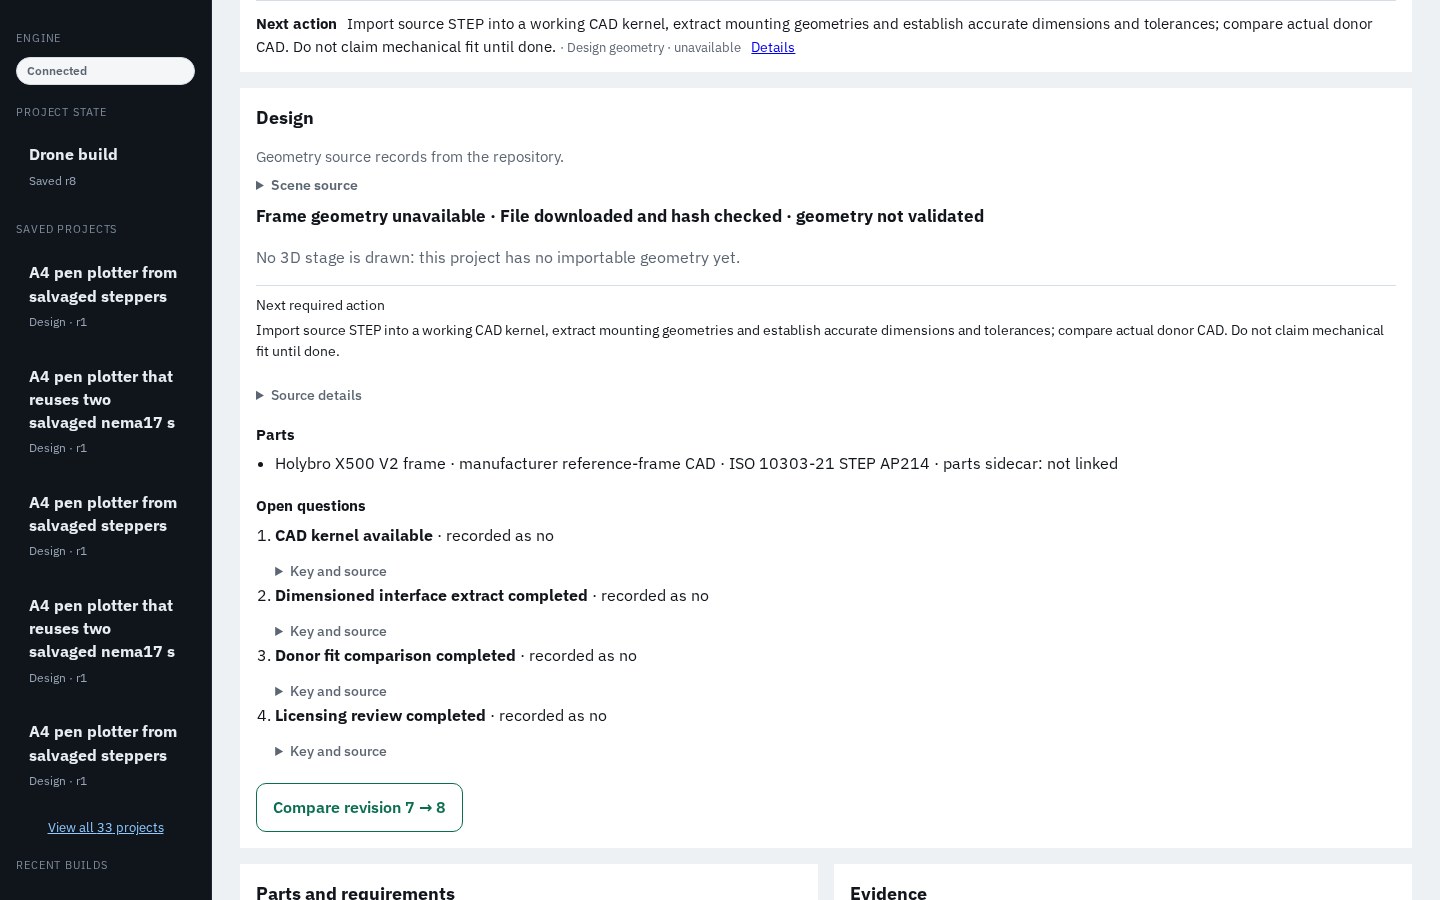 ENGINE
Connected
PROJECT STATE
Drone build
Saved r8
SAVED PROJECTS
A4 pen plotter from
salvaged steppers
Design · r1
A4 pen plotter that
reuses two
salvaged nema17 s
Design · r1
A4 pen plotter from
salvaged steppers
Design · r1
A4 pen plotter that
reuses two
salvaged nema17 s
Design · r1
A4 pen plotter from
salvaged steppers
Design · r1
View all 33 projects
RECENT BUILDS
Next action Import source STEP into a working CAD kernel, extract mounting geometries and establish accurate dimensions and tolerances; compare actual donor
CAD. Do not claim mechanical fit until done. · Design geometry · unavailable Details
Design
Geometry source records from the repository.
▶ Scene source
Frame geometry unavailable · File downloaded and hash checked · geometry not validated
No 3D stage is drawn: this project has no importable geometry yet.
Next required action
Import source STEP into a working CAD kernel, extract mounting geometries and establish accurate dimensions and tolerances; compare actual donor CAD. Do not claim mechanical
fit until done.
▶ Source details
Parts
• Holybro X500 V2 frame · manufacturer reference-frame CAD · ISO 10303-21 STEP AP214 · parts sidecar: not linked
Open questions
1. CAD kernel available · recorded as no
▶ Key and source
2. Dimensioned interface extract completed · recorded as no
▶ Key and source
3. Donor fit comparison completed · recorded as no
▶ Key and source
4. Licensing review completed · recorded as no
▶ Key and source
Compare revision 7 → 8
Parts and requirements
Evidence